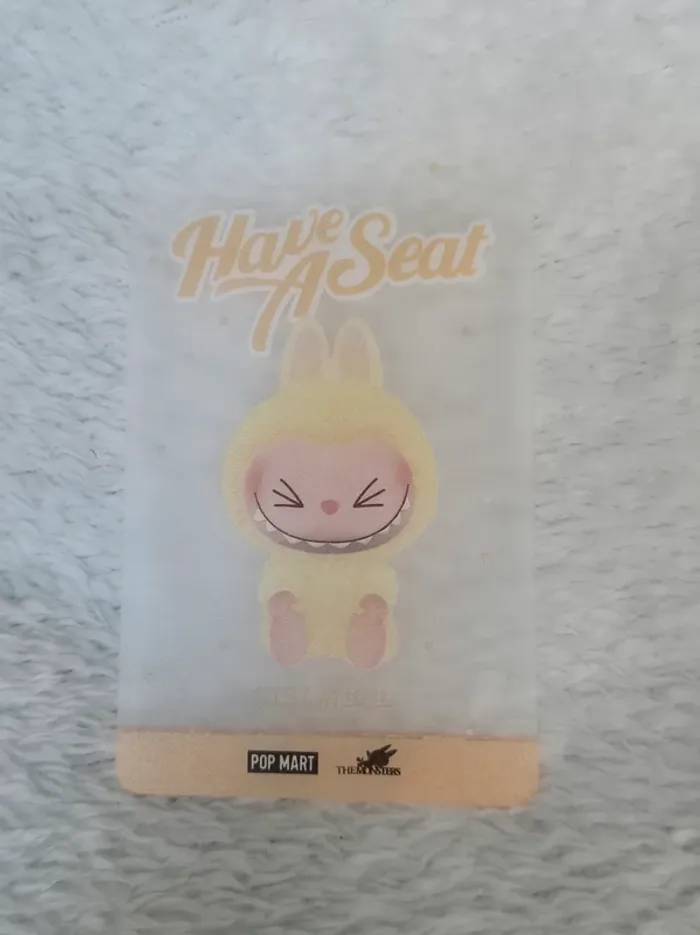 Have
A Seat
POP MART
THE MONSTERS